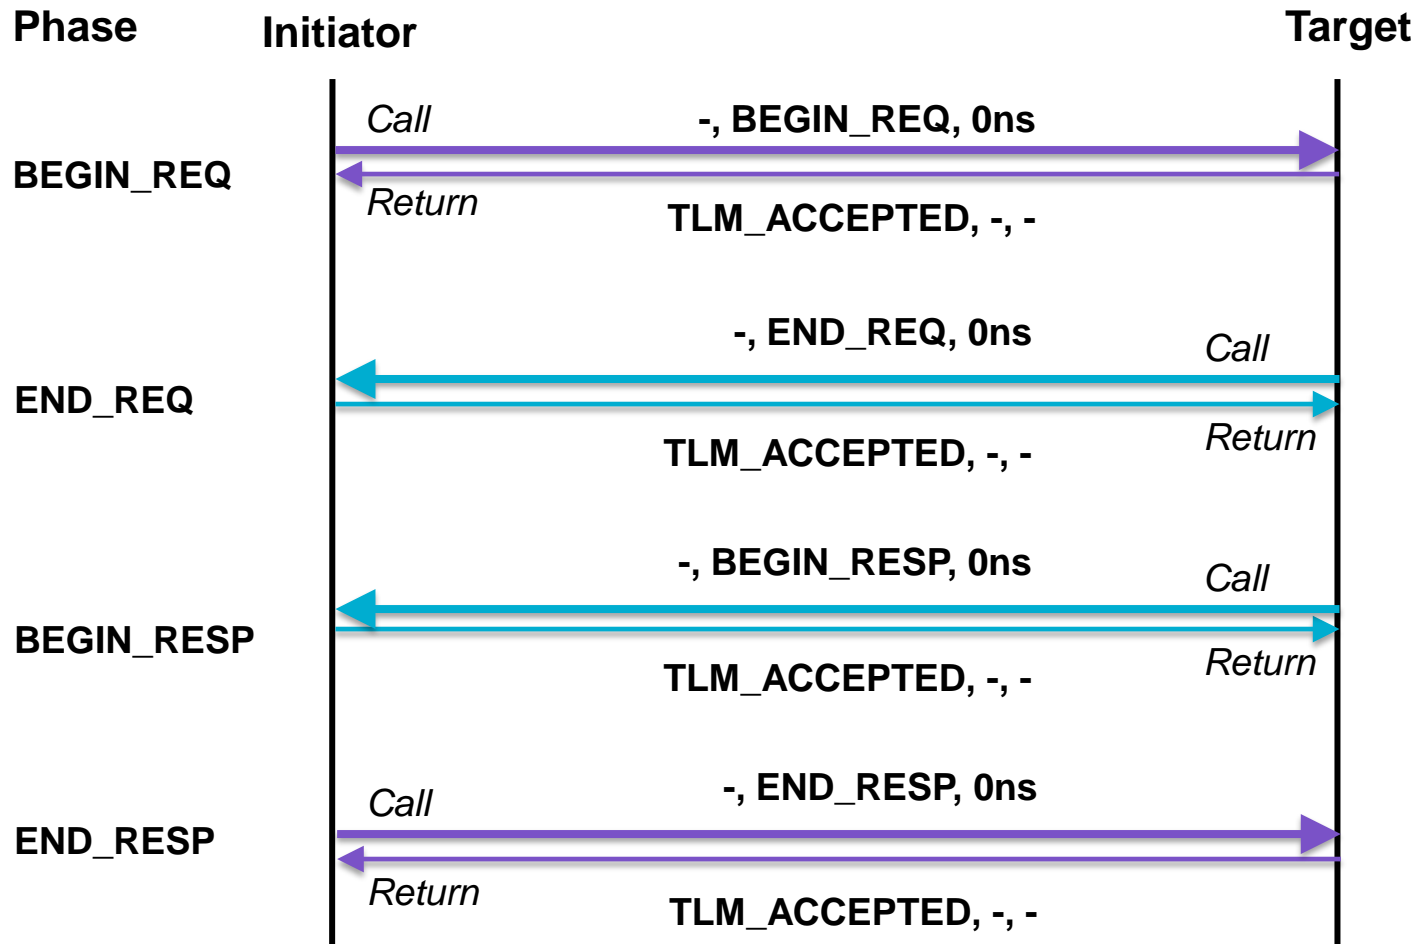 Phase Initiator Target
Call -, BEGIN_REQ, 0ns
BEGIN_REQ
Return TLM_ACCEPTED, -, -
-, END_REQ, 0ns Call
END_REQ
TLM_ACCEPTED, -, - Return
-, BEGIN_RESP, 0ns Call
BEGIN_RESP
TLM_ACCEPTED, -, - Return
Call -, END_RESP, 0ns
END_RESP
Return TLM_ACCEPTED, -, -